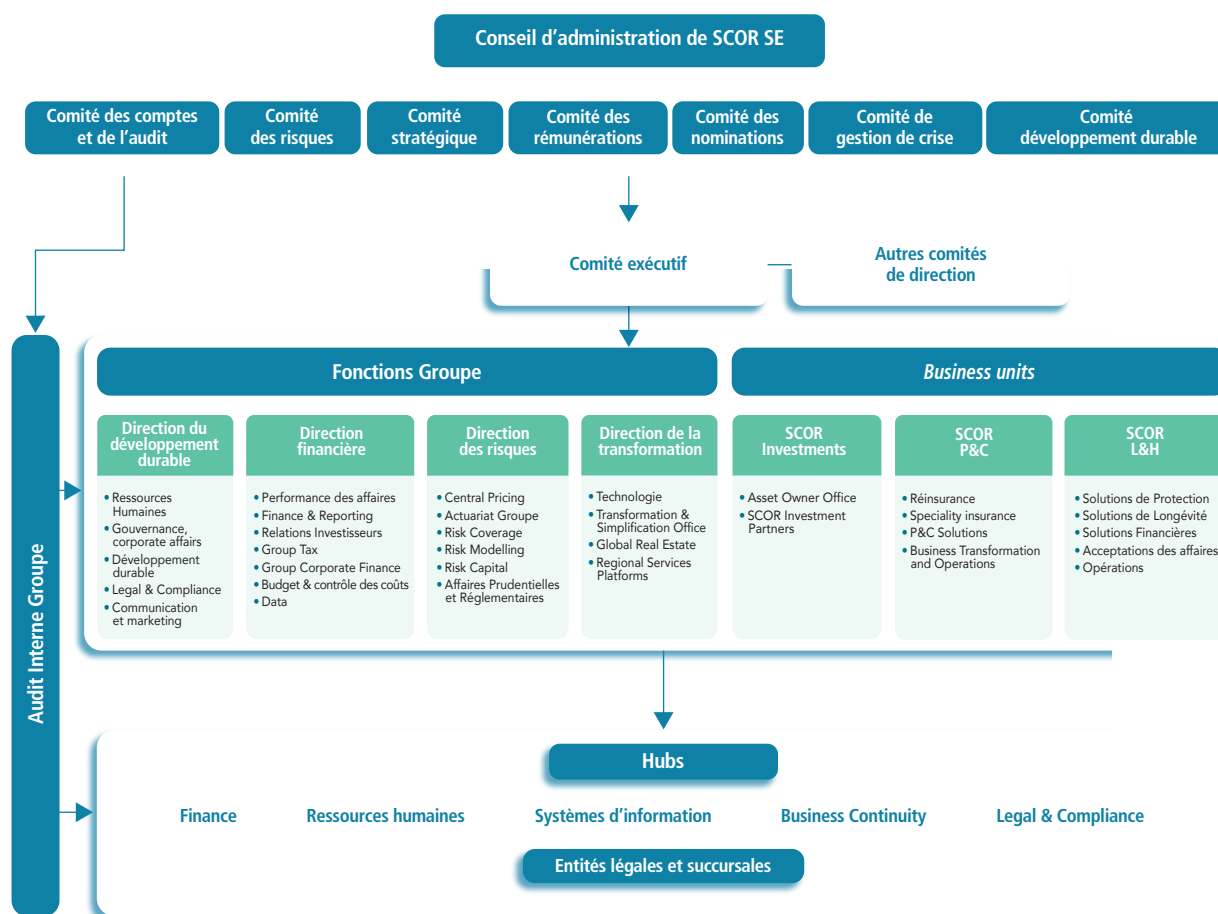 Conseil d'administration de SCOR SE
Comité des comptes
et de l'audit
Comité
des risques
Comité
stratégique
Comité des
rémunérations
Comité des
nominations
Comité de
gestion de crise
Comité
développement durable
Comité exécutif
Autres comités
de direction
Audit Interne Groupe
Fonctions Groupe
Business units
Direction du
développement
durable
• Ressources
Humaines
• Gouvernance,
corporate affairs
• Développement
durable
• Legal & Compliance
• Communication
et marketing
Direction
financière
• Performance des affaires
• Finance & Reporting
• Relations Investisseurs
• Group Tax
• Group Corporate Finance
• Budget & contrôle des coûts
• Data
Direction
des risques
• Central Pricing
• Actuariat Groupe
• Risk Coverage
• Risk Modelling
• Risk Capital
• Affaires Prudentielles
et Réglementaires
Direction de la
transformation
• Technologie
• Transformation &
Simplification Office
• Global Real Estate
• Regional Services
Platforms
SCOR
Investments
• Asset Owner Office
• SCOR Investment
Partners
SCOR
P&C
• Réinsurance
• Speciality insurance
• P&C Solutions
• Business Transformation
and Operations
SCOR
L&H
• Solutions de Protection
• Solutions de Longévité
• Solutions Financières
• Acceptations des affaires
• Opérations
Hubs
Finance
Ressources humaines
Systèmes d'information
Business Continuity
Legal & Compliance
Entités légales et succursales